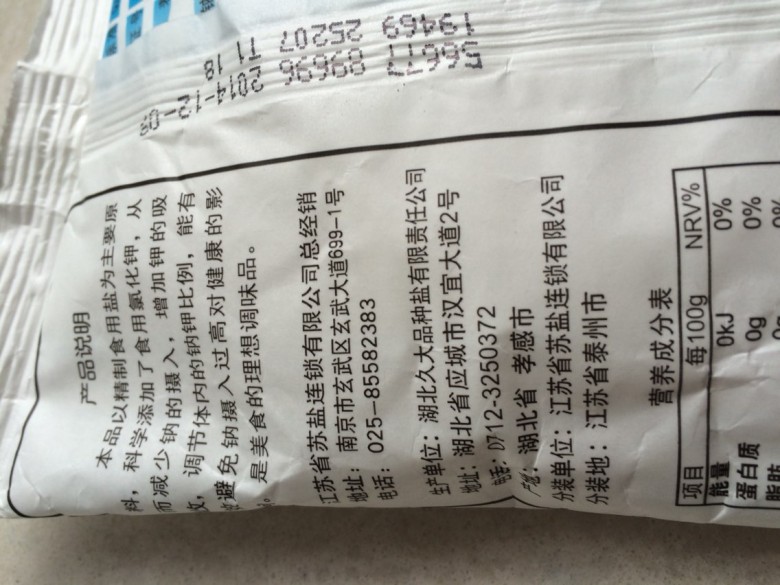 2014-12-08
11 18
产品说明
本品以精制食用盐为主要原
料，科学添加了食用氯化钾，从
而减少钠的摄入，增加钾的吸
收，调节体内的钠钾比例，能有
避免钠摄入过高对健康的影
是美食的理想调味品。
江苏省苏盐连锁有限公司总经销
地址：南京市玄武区玄武大道699-1号
电话：025-85582383
生产单位：湖北久大品种盐有限责任公司
地址：湖北省应城市汉宜大道2号
电话：0712-3250372
产地：湖北省 孝感市
分装单位：江苏省苏盐连锁有限公司
分装地：江苏省泰州市
营养成分表
项目 每100g NRV%
能量 0kJ 0%
蛋白质 0g 0%
脂肪